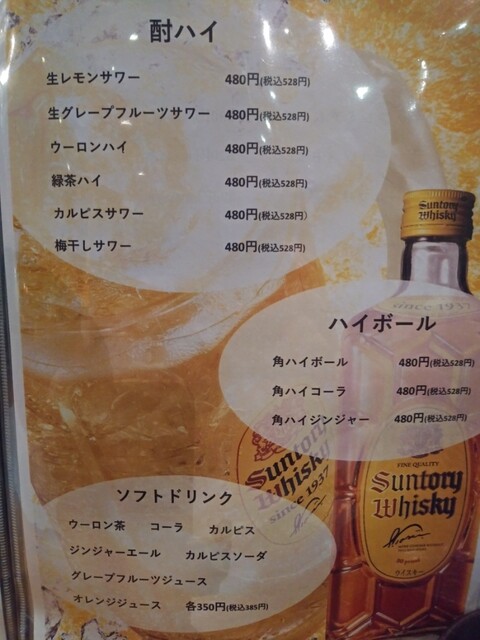 酎ハイ
生レモンサワー 480円(税込528円)
生グレープフルーツサワー 480円(税込528円)
ウーロンハイ 480円(税込528円)
緑茶ハイ 480円(税込528円)
カルピスサワー 480円(税込528円)
梅干しサワー 480円(税込528円)
Suntory
Whisky
since 1937
ハイボール
角ハイボール 480円(税込528円)
角ハイコーラ 480円(税込528円)
角ハイジンジャー 480円(税込528円)
Suntory
Whisky
since 1937
FINE QUALITY
Suntory
Whisky
ウイスキー
ソフトドリンク
ウーロン茶 コーラ カルピス
ジンジャーエール カルピスソーダ
グレープフルーツジュース
オレンジジュース 各350円(税込385円)